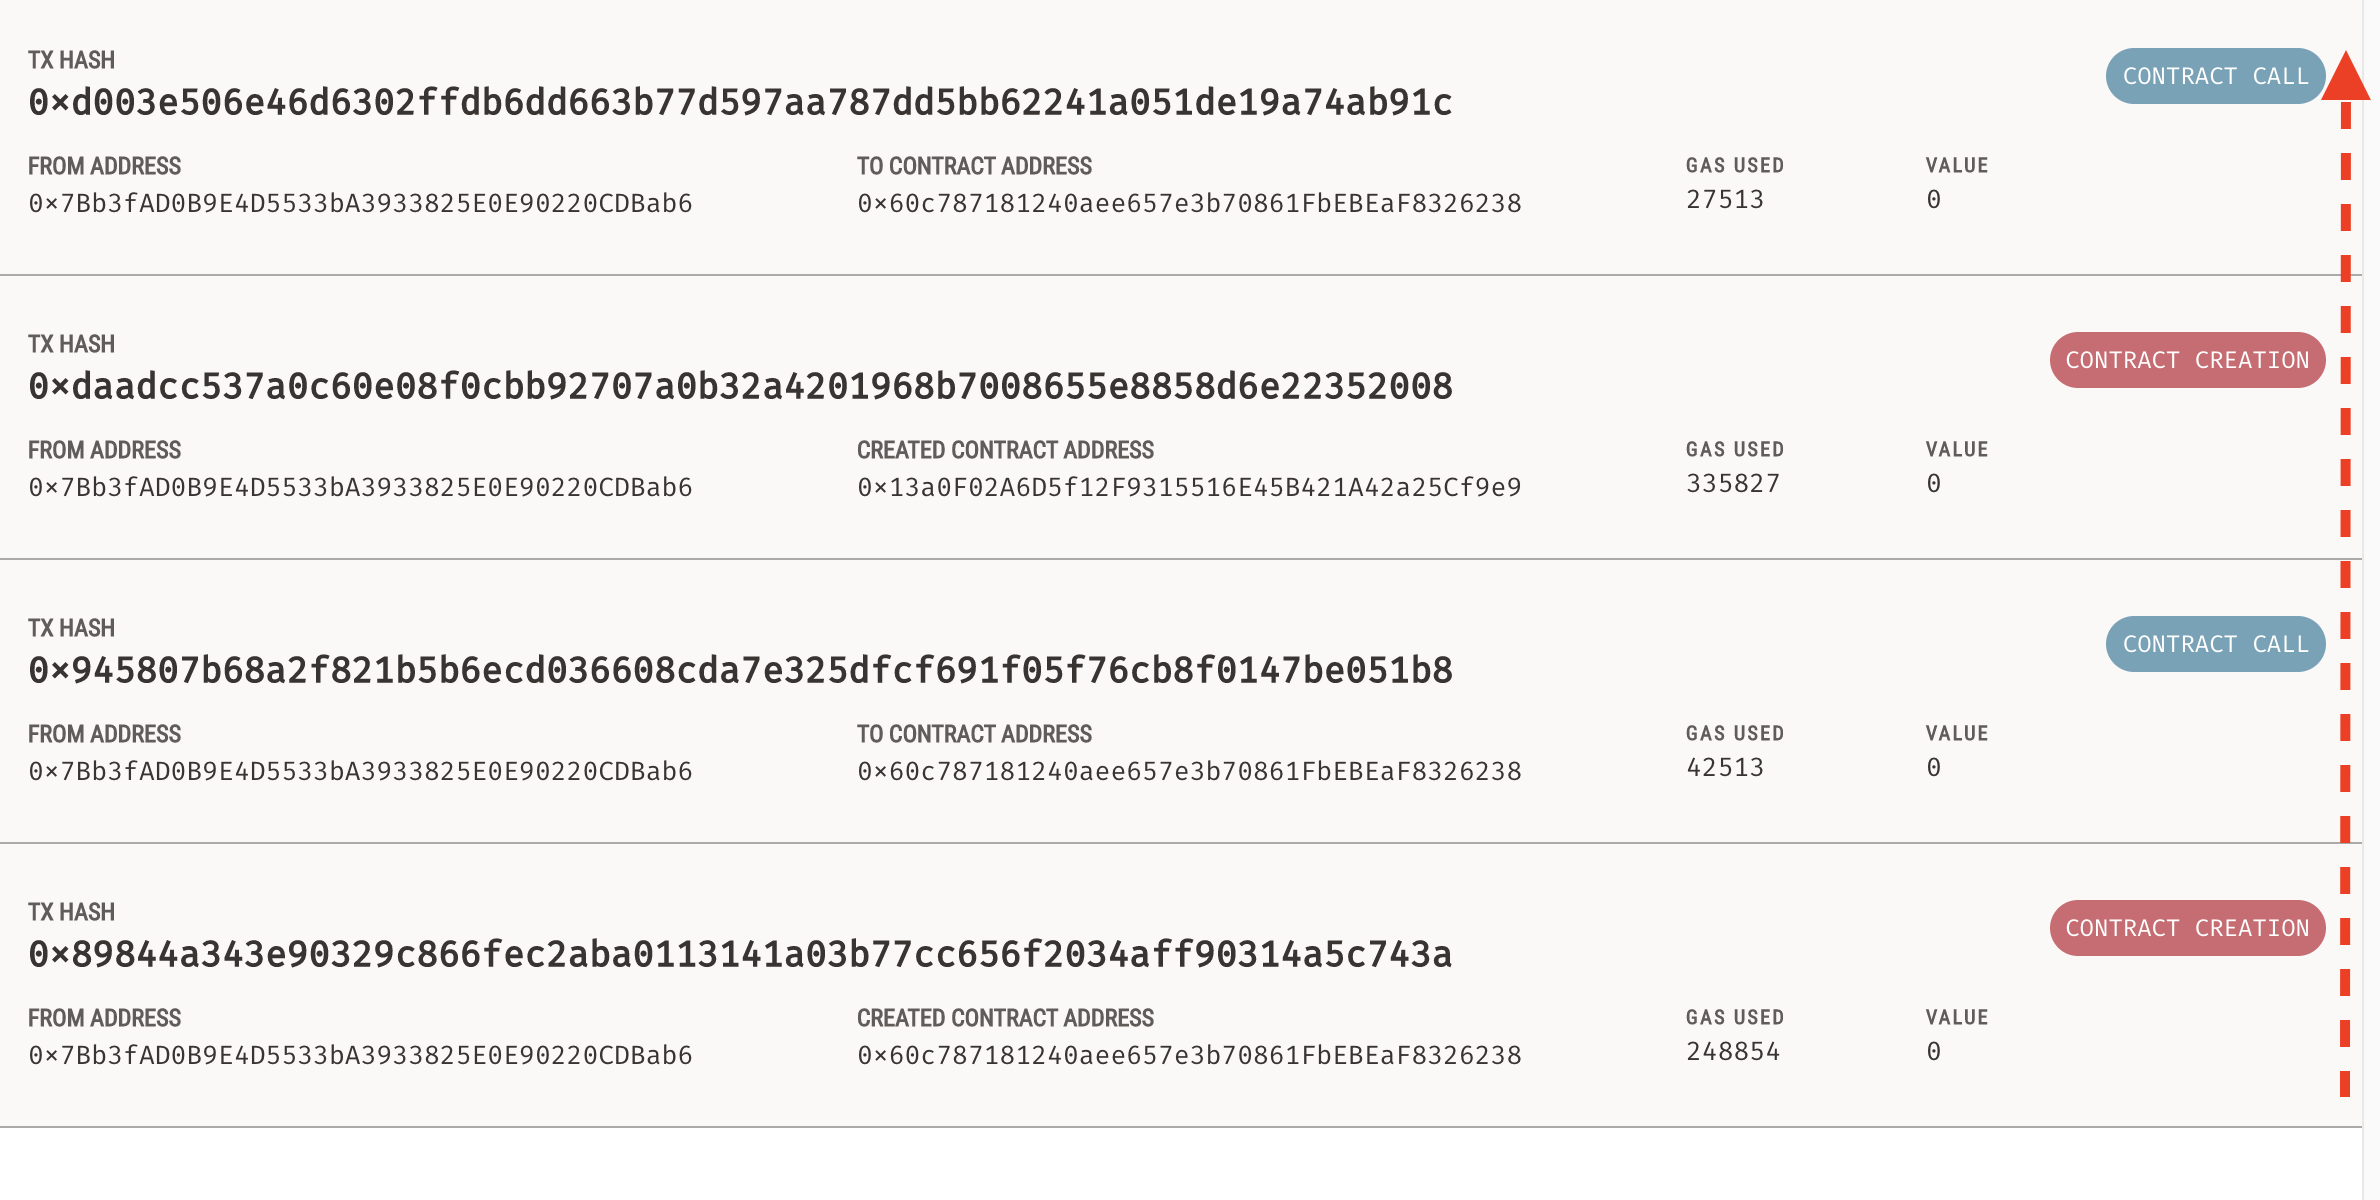 TX HASH
CONTRACT CALL
0×d003e506e46d6302ffdb6dd663b77d597aa787dd5bb62241a051de19a74ab91c
FROM ADDRESS TO CONTRACT ADDRESS GAS USED VALUE
0×7Bb3fAD0B9E4D5533bA3933825E0E90220CDBab6 0×60c787181240aee657e3b70861FbEBEaF8326238 27513 0
TX HASH
CONTRACT CREATION
0×daadcc537a0c60e08f0cbb92707a0b32a4201968b7008655e8858d6e22352008
FROM ADDRESS CREATED CONTRACT ADDRESS GAS USED VALUE
0×7Bb3fAD0B9E4D5533bA3933825E0E90220CDBab6 0×13a0F02A6D5f12F9315516E45B421A42a25Cf9e9 335827 0
TX HASH
CONTRACT CALL
0×945807b68a2f821b5b6ecd036608cda7e325dfcf691f05f76cb8f0147be051b8
FROM ADDRESS TO CONTRACT ADDRESS GAS USED VALUE
0×7Bb3fAD0B9E4D5533bA3933825E0E90220CDBab6 0×60c787181240aee657e3b70861FbEBEaF8326238 42513 0
TX HASH
CONTRACT CREATION
0×89844a343e90329c866fec2aba0113141a03b77cc656f2034aff90314a5c743a
FROM ADDRESS CREATED CONTRACT ADDRESS GAS USED VALUE
0×7Bb3fAD0B9E4D5533bA3933825E0E90220CDBab6 0×60c787181240aee657e3b70861FbEBEaF8326238 248854 0